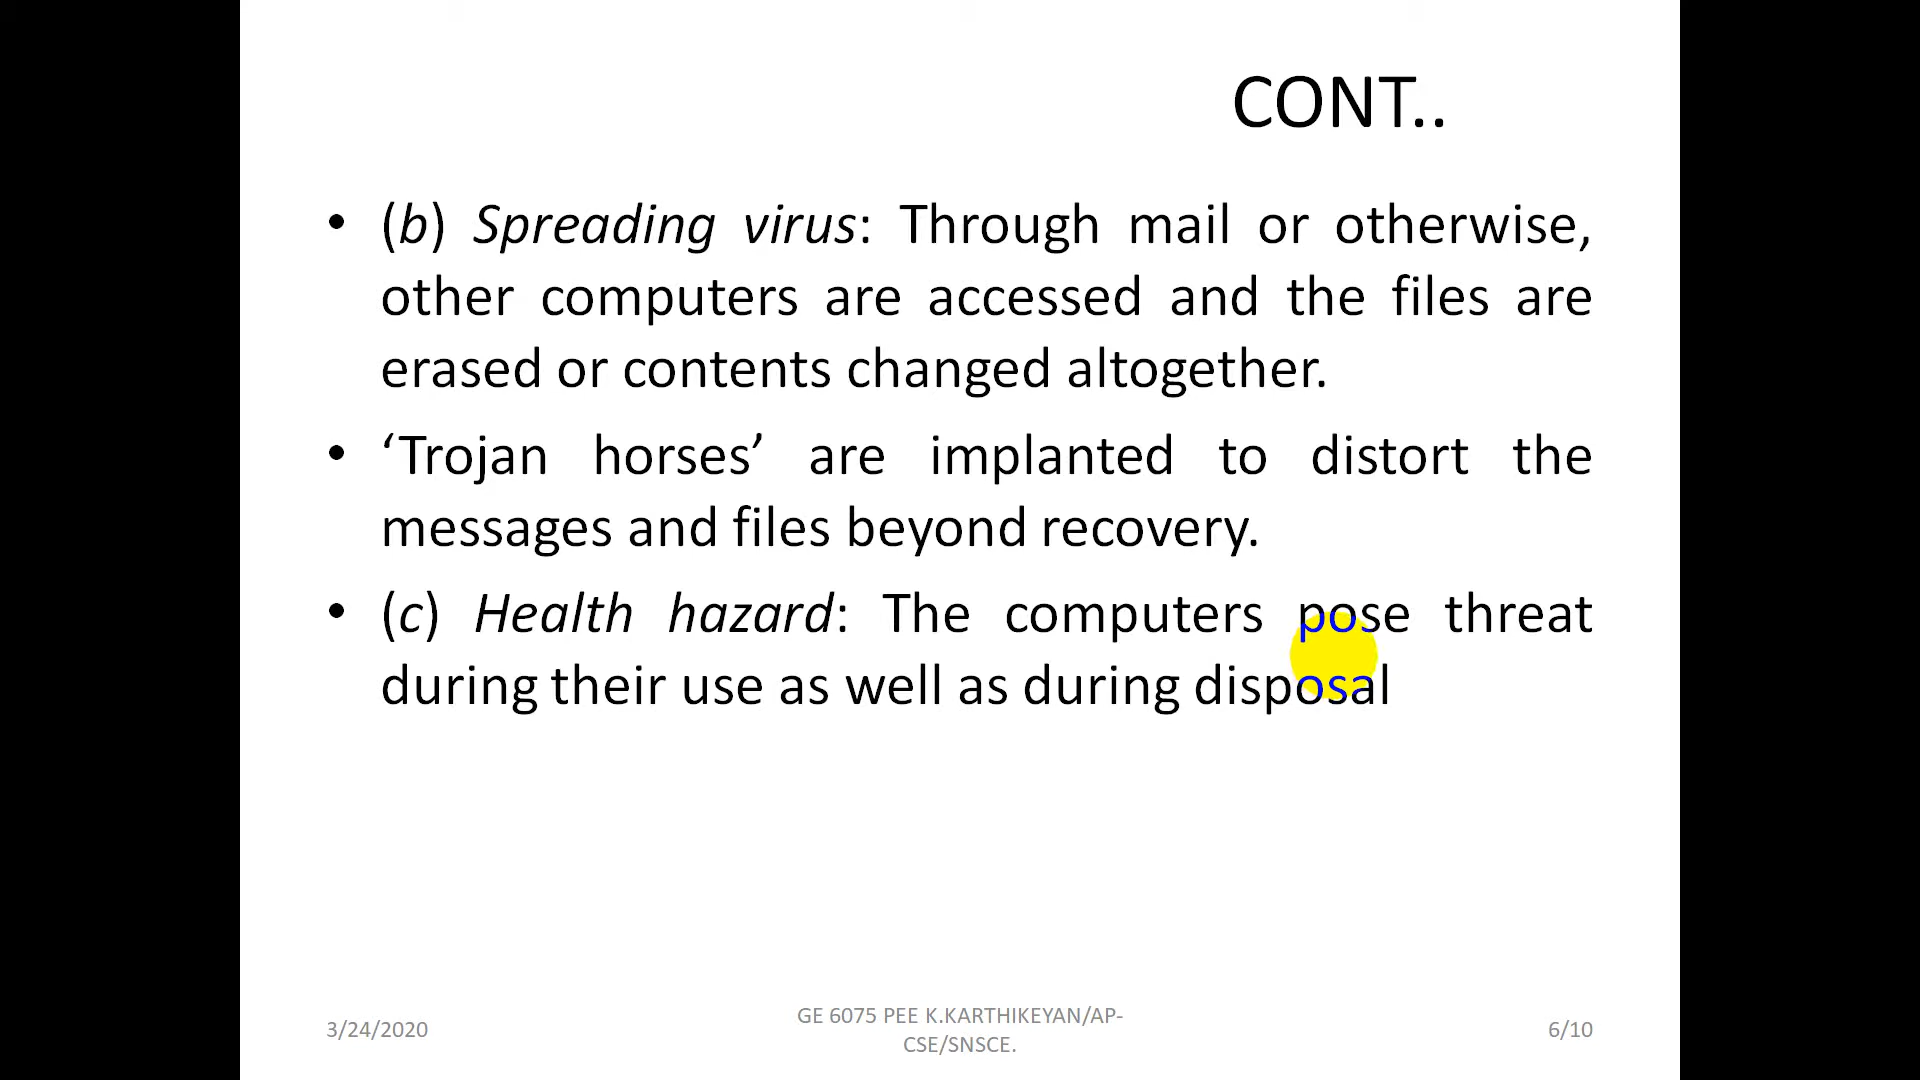 CONT..
• (b) Spreading virus: Through mail or otherwise,
other computers are accessed and the files are
erased or contents changed altogether.
• ‘Trojan horses’ are implanted to distort the
messages and files beyond recovery.
• (c) Health hazard: The computers pose threat
during their use as well as during disposal
3/24/2020
GE 6075 PEE K.KARTHIKEYAN/AP-
CSE/SNSCE.
6/10